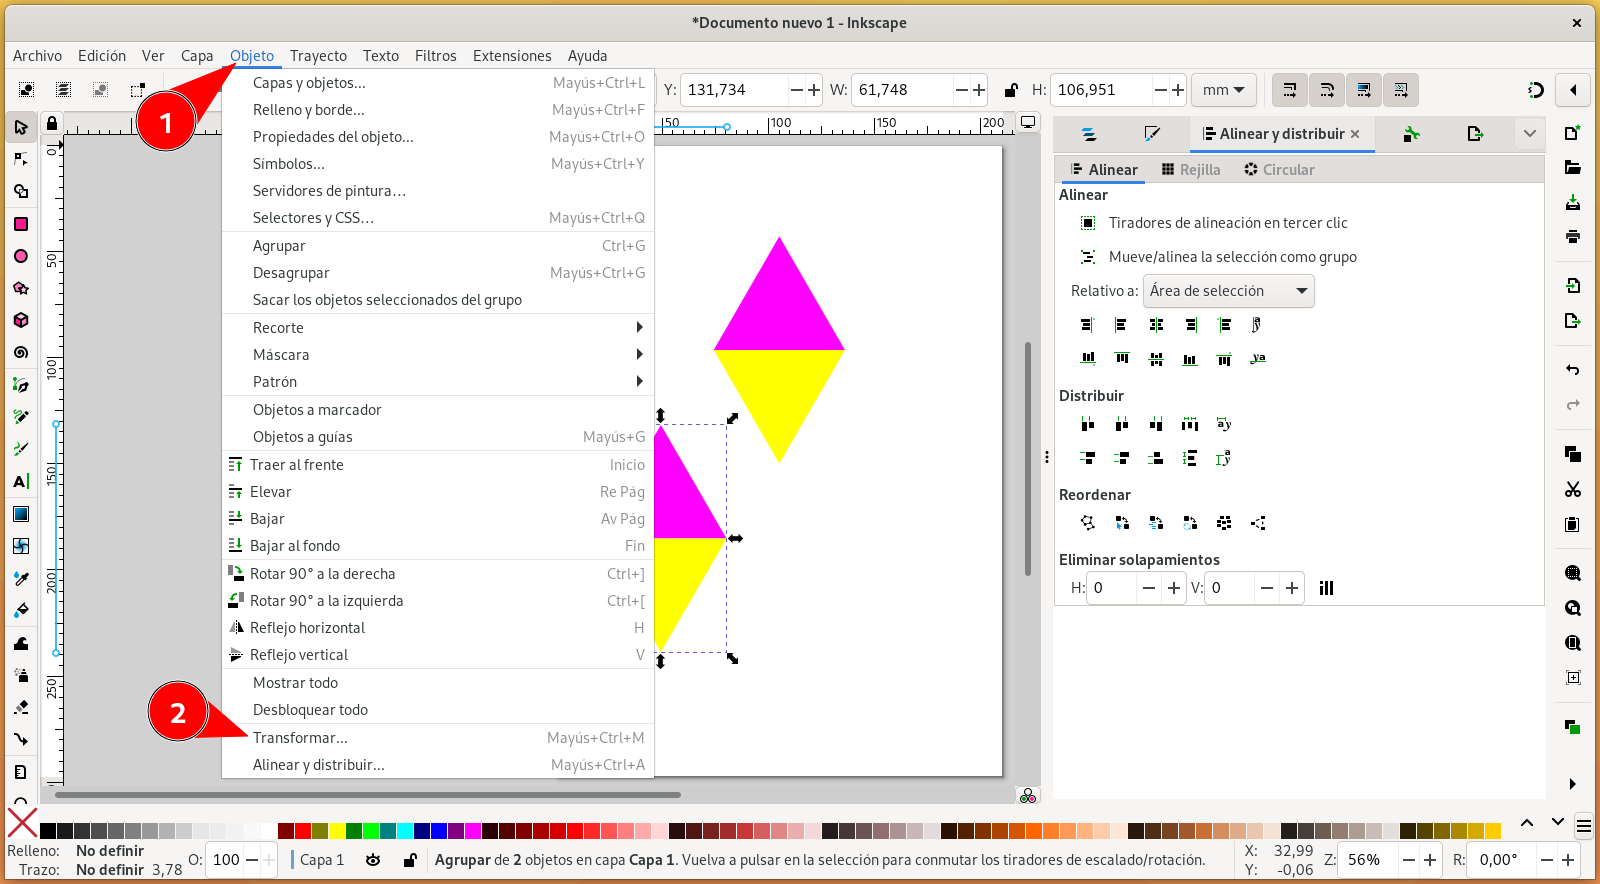 *Documento nuevo 1 - Inkscape
Archivo Edición Ver Capa Objeto Trayecto Texto Filtros Extensiones Ayuda
Y: 131,734 W: 61,748 H: 106,951 mm
1
Capas y objetos... Mayús+Ctrl+L
Relleno y borde... Mayús+Ctrl+F
Propiedades del objeto... Mayús+Ctrl+O
Símbolos... Mayús+Ctrl+Y
Servidores de pintura...
Selectores y CSS... Mayús+Ctrl+Q
Agrupar Ctrl+G
Desagrupar Mayús+Ctrl+G
Sacar los objetos seleccionados del grupo
Recorte
Máscara
Patrón
Objetos a marcador
Objetos a guías Mayús+G
Traer al frente Inicio
Elevar Re Pág
Bajar Av Pág
Bajar al fondo Fin
Rotar 90° a la derecha Ctrl+]
Rotar 90° a la izquierda Ctrl+[
Reflejo horizontal H
Reflejo vertical V
Mostrar todo
Desbloquear todo
2
Transformar... Mayús+Ctrl+M
Alinear y distribuir... Mayús+Ctrl+A
50 100 150 200
0
50
100
150
200
250
Alinear y distribuir
Alinear Rejilla Circular
Alinear
Tiradores de alineación en tercer clic
Mueve/alinea la selección como grupo
Relativo a: Área de selección
Distribuir
Reordenar
Eliminar solapamientos
H: 0 V: 0
Relleno: No definir
Trazo: No definir 3,78
O: 100
Capa 1
Agrupar de 2 objetos en capa Capa 1. Vuelva a pulsar en la selección para conmutar los tiradores de escalado/rotación.
X: 32,99
Y: -0,06
Z: 56%
R: 0,00°